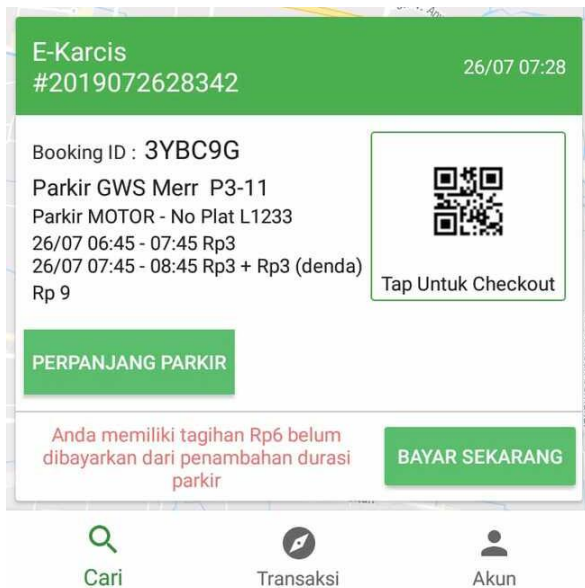 E-Karcis
#2019072628342
26/07 07:28
Booking ID : 3YBC9G
Parkir GWS Merr P3-11
Parkir MOTOR - No Plat L1233
26/07 06:45 - 07:45 Rp3
26/07 07:45 - 08:45 Rp3 + Rp3 (denda)
Rp 9
Tap Untuk Checkout
PERPANJANG PARKIR
Anda memiliki tagihan Rp6 belum
dibayarkan dari penambahan durasi
parkir
BAYAR SEKARANG
Cari
Transaksi
Akun